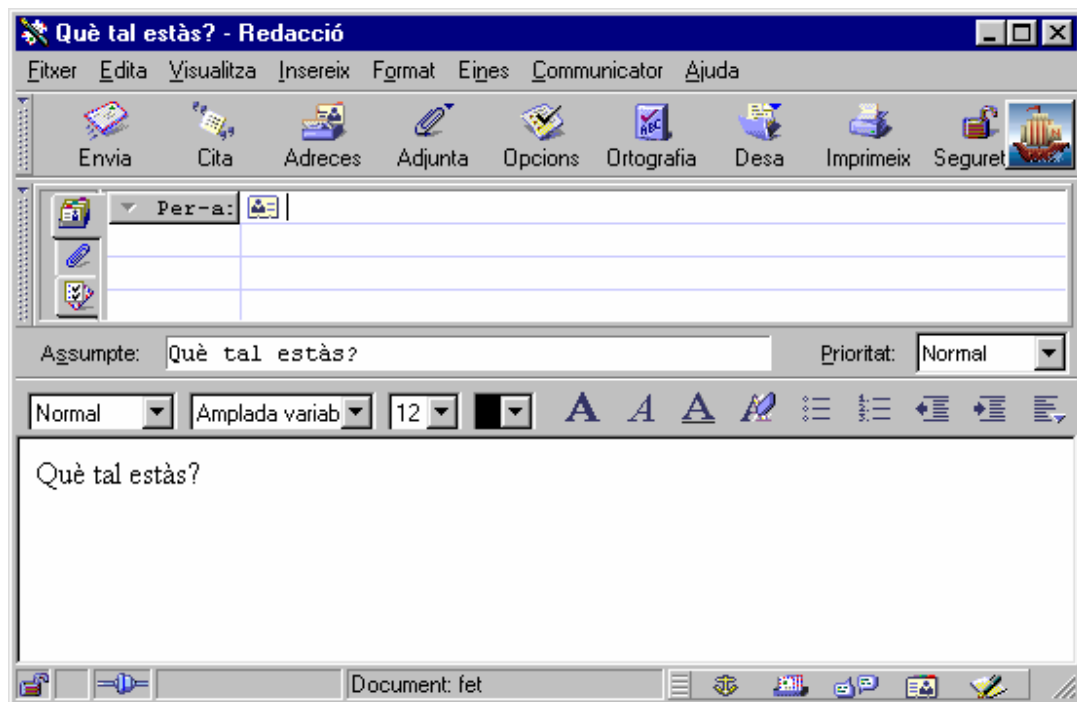 Què tal estàs? - Redacció
Fitxer Edita Visualitza Insereix Format Eines Communicator Ajuda
Envia Cita Adreces Adjunta Opcions Ortografia Desa Imprimeix Seguret
Per-a:
Assumpte: Què tal estàs? Prioritat: Normal
Normal Amplada variab 12 A A A
Què tal estàs?
Document: fet